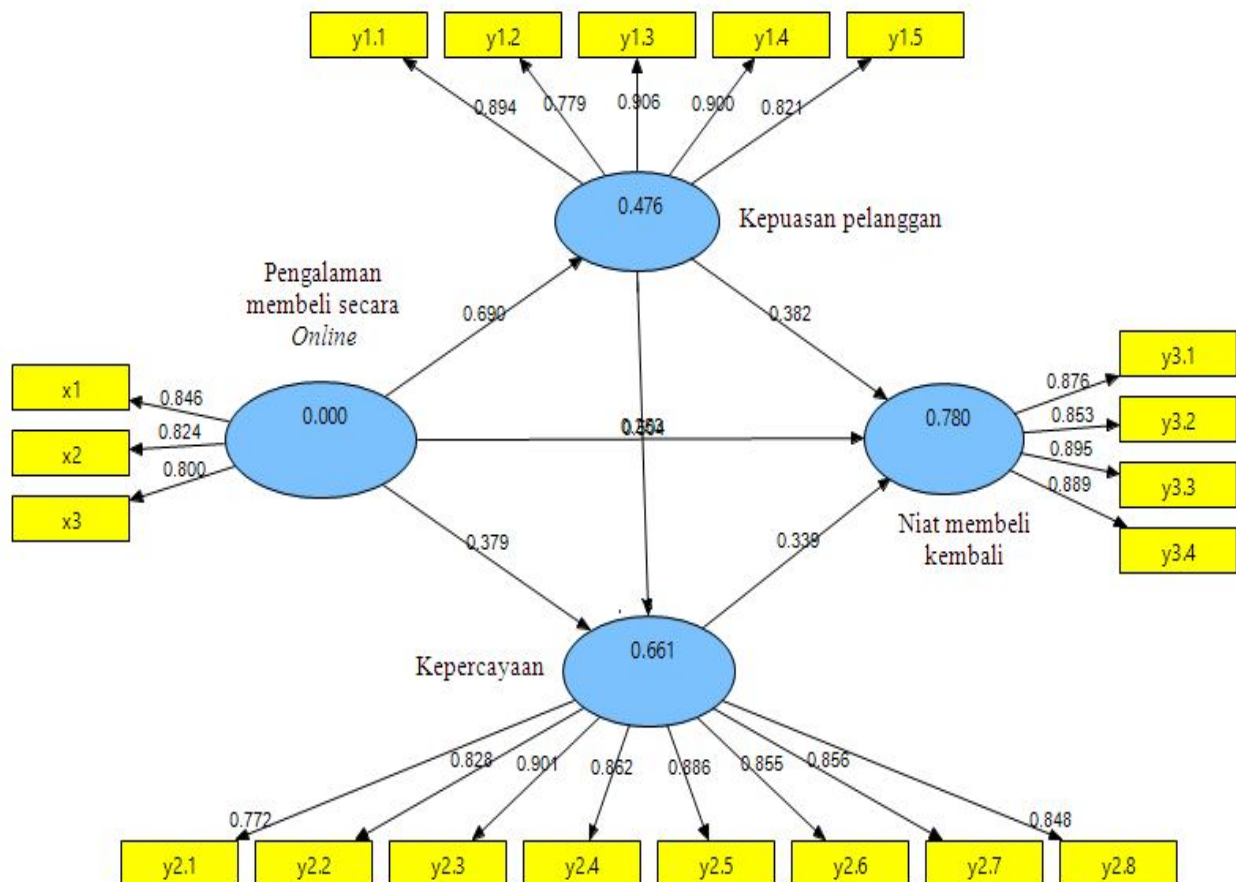 y1.1 y1.2 y1.3 y1.4 y1.5
0.894 0.779 0.906 0.900 0.821
0.476
Kepuasan pelanggan
Pengalaman
membeli secara
Online
0.690
0.382
x1
x2
x3
0.846
0.824
0.800
0.000
0.780
y3.1
y3.2
y3.3
y3.4
0.876
0.853
0.895
0.889
0.379
0.339
Niat membeli
kembali
Kepercayaan
0.661
0.772 0.828 0.901 0.862 0.886 0.855 0.856 0.848
y2.1 y2.2 y2.3 y2.4 y2.5 y2.6 y2.7 y2.8